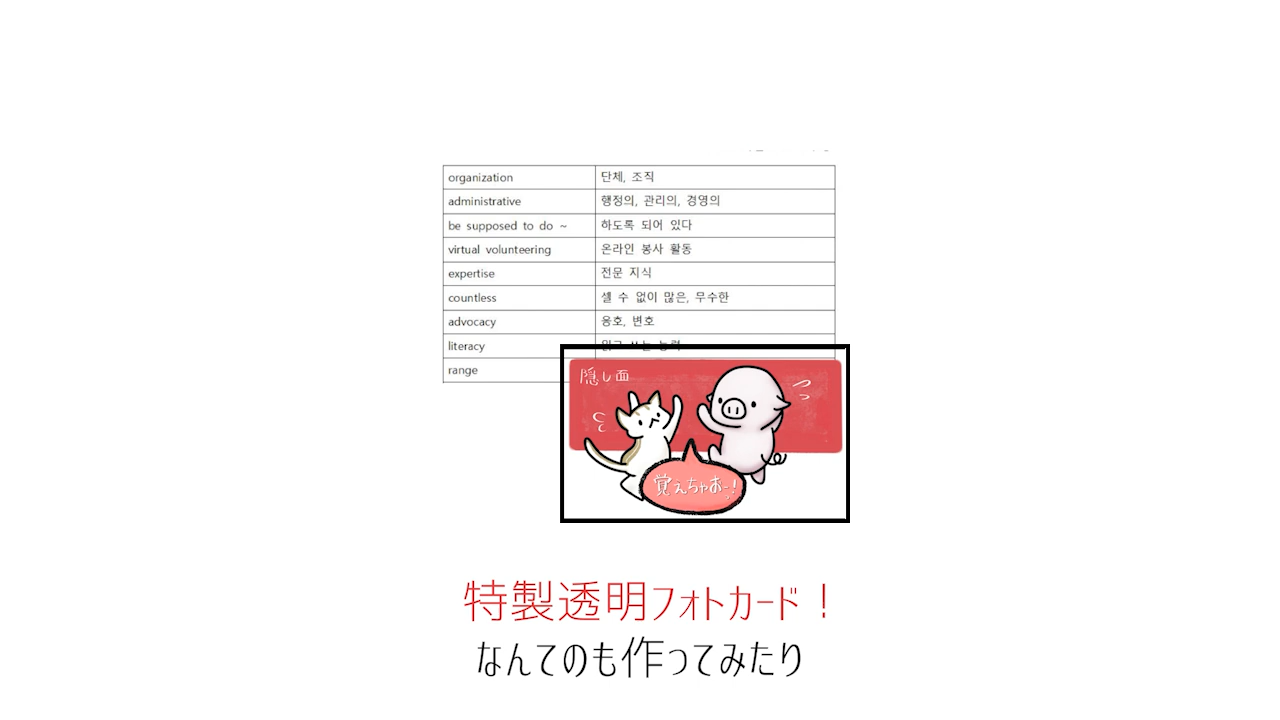 organization 단체, 조직
administrative 행정의, 관리의, 경영의
be supposed to do ~ 하도록 되어 있다
virtual volunteering 온라인 봉사 활동
expertise 전문 지식
countless 셀 수 없이 많은, 무수한
advocacy 옹호, 변호
literacy
range
隠し面
覚えちゃお~!
特製透明フォトカード!
なんてのも作ってみたり